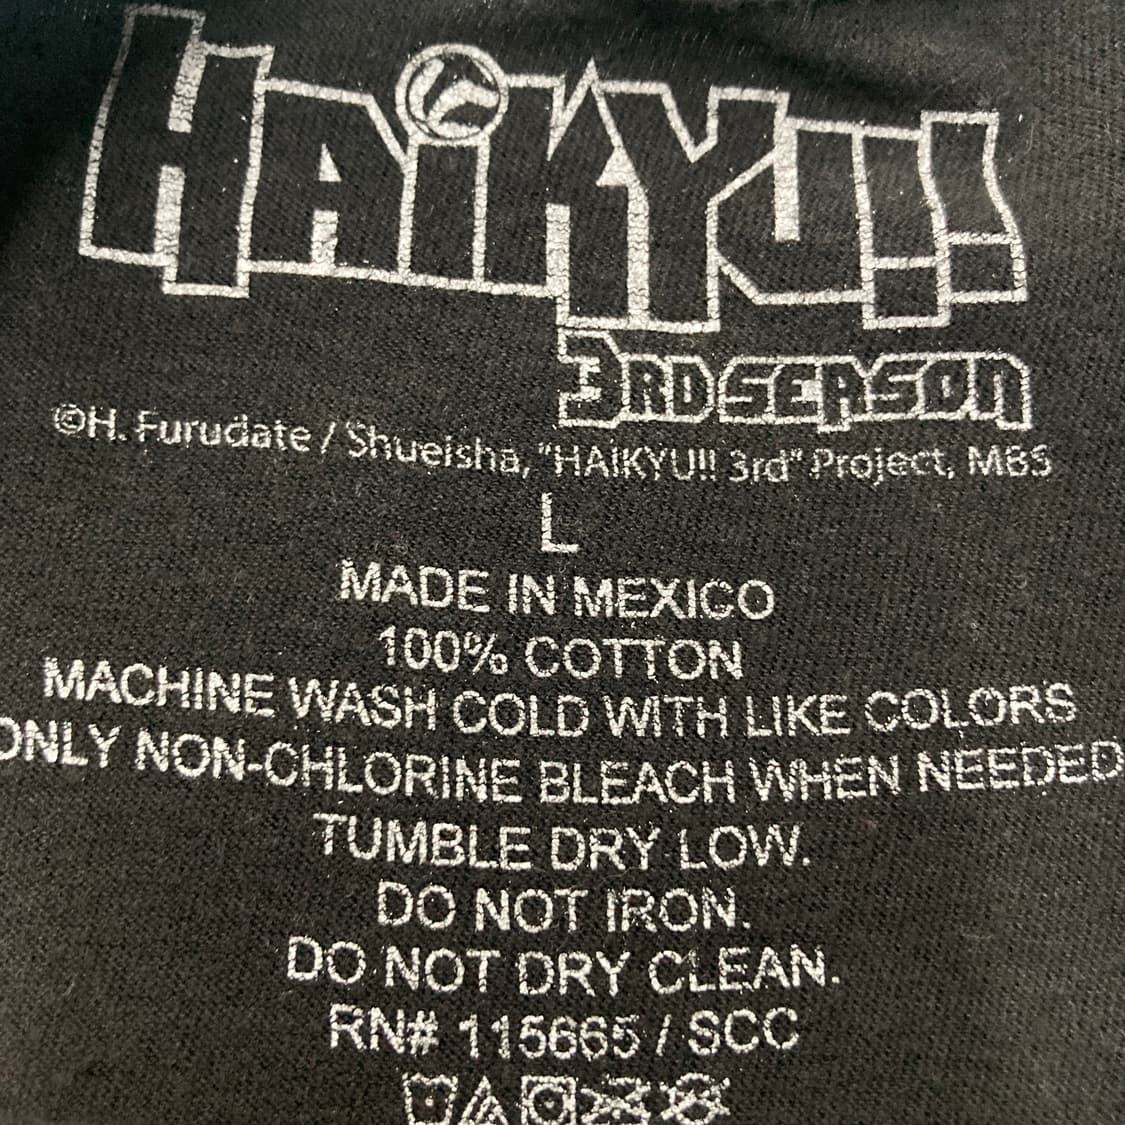 HAiKYU!!
3RD SEASON
©H. Furudate / Shueisha, "HAiKYU!! 3rd" Project, MBS
L
MADE IN MEXICO
100% COTTON
MACHINE WASH COLD WITH LIKE COLORS
ONLY NON-CHLORINE BLEACH WHEN NEEDED
TUMBLE DRY LOW.
DO NOT IRON.
DO NOT DRY CLEAN.
RN# 115665 / SCC